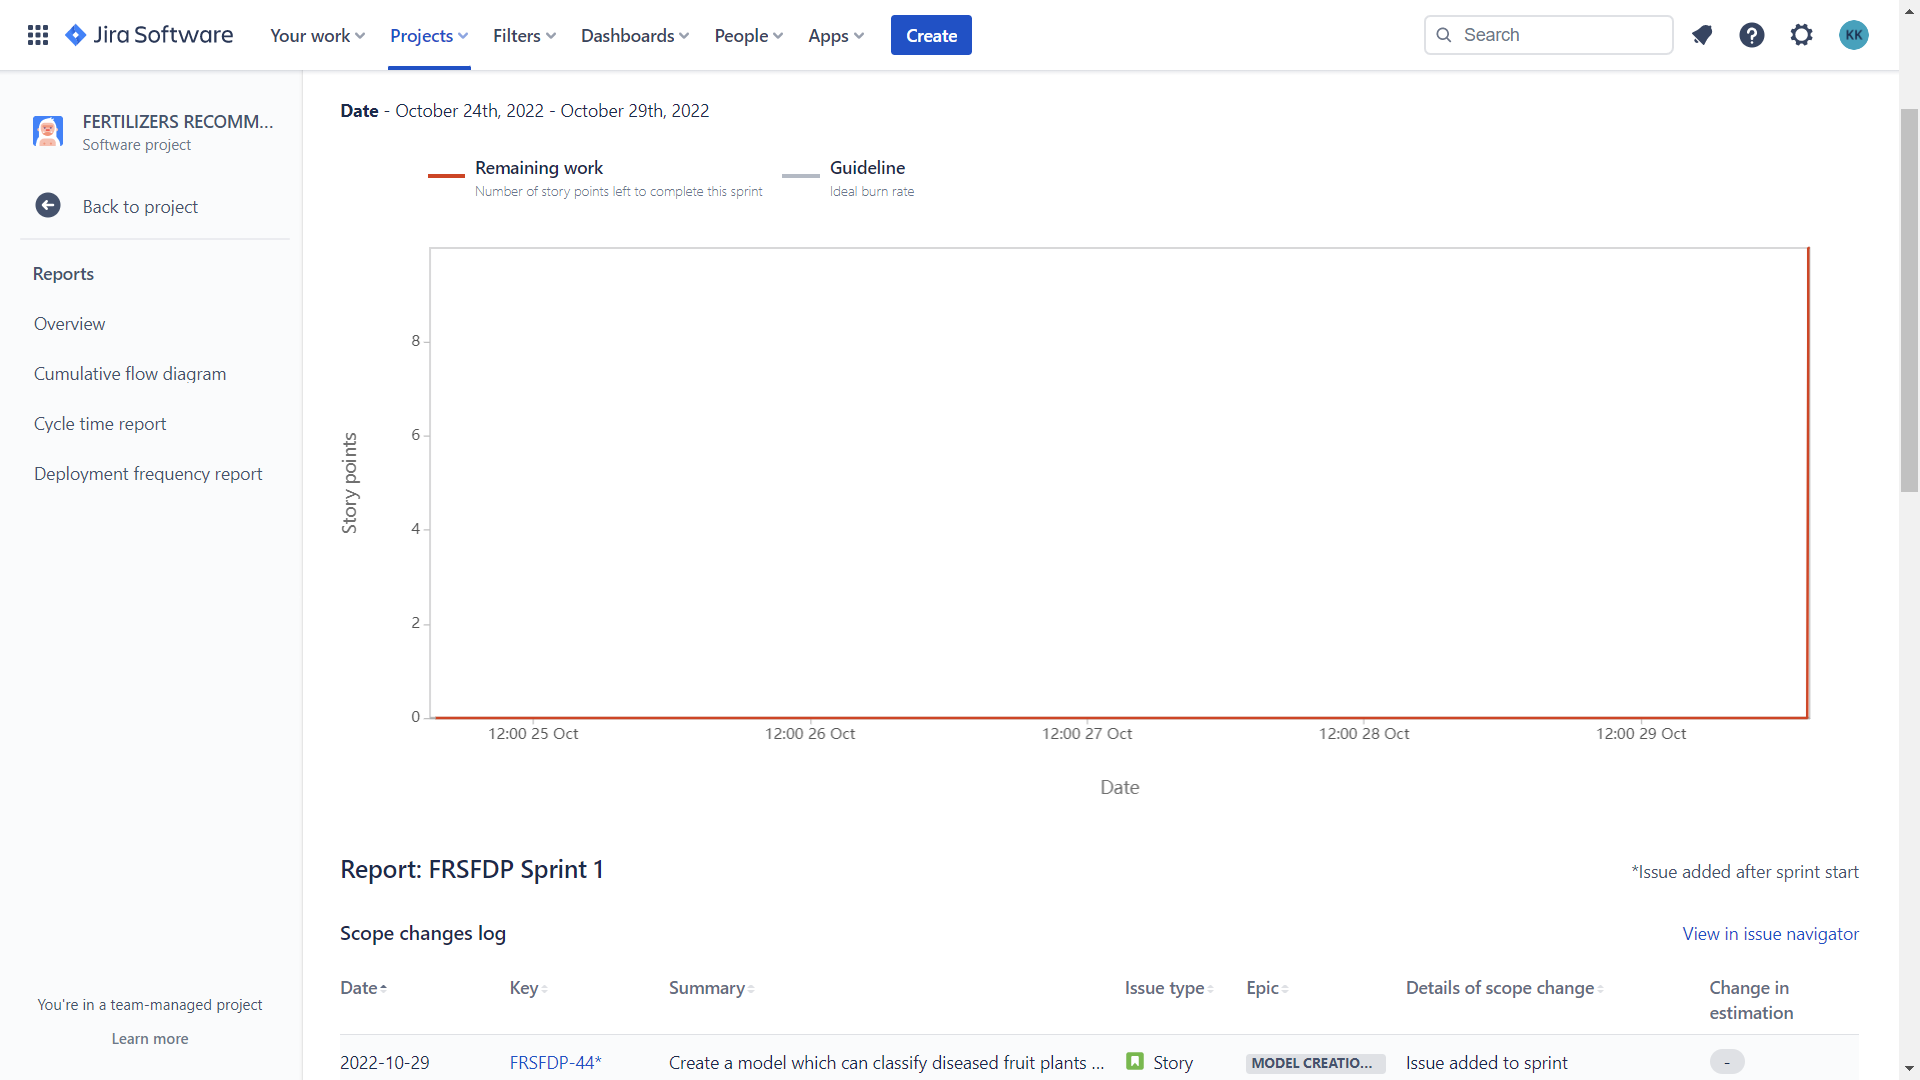 Jira Software
Your work
Projects
Filters
Dashboards
People
Apps
Create
Search
KK
FERTILIZERS RECOMM...
Software project
Back to project
Reports
Overview
Cumulative flow diagram
Cycle time report
Deployment frequency report
You're in a team-managed project
Learn more
Date - October 24th, 2022 - October 29th, 2022
Remaining work
Number of story points left to complete this sprint
Guideline
Ideal burn rate
Story points
8
6
4
2
0
12:00 25 Oct
12:00 26 Oct
12:00 27 Oct
12:00 28 Oct
12:00 29 Oct
Date
Report: FRSFDP Sprint 1
*Issue added after sprint start
Scope changes log
View in issue navigator
Date
Key
Summary
Issue type
Epic
Details of scope change
Change in
estimation
2022-10-29
FRSFDP-44*
Create a model which can classify diseased fruit plants ...
Story
MODEL CREATIO...
Issue added to sprint
-